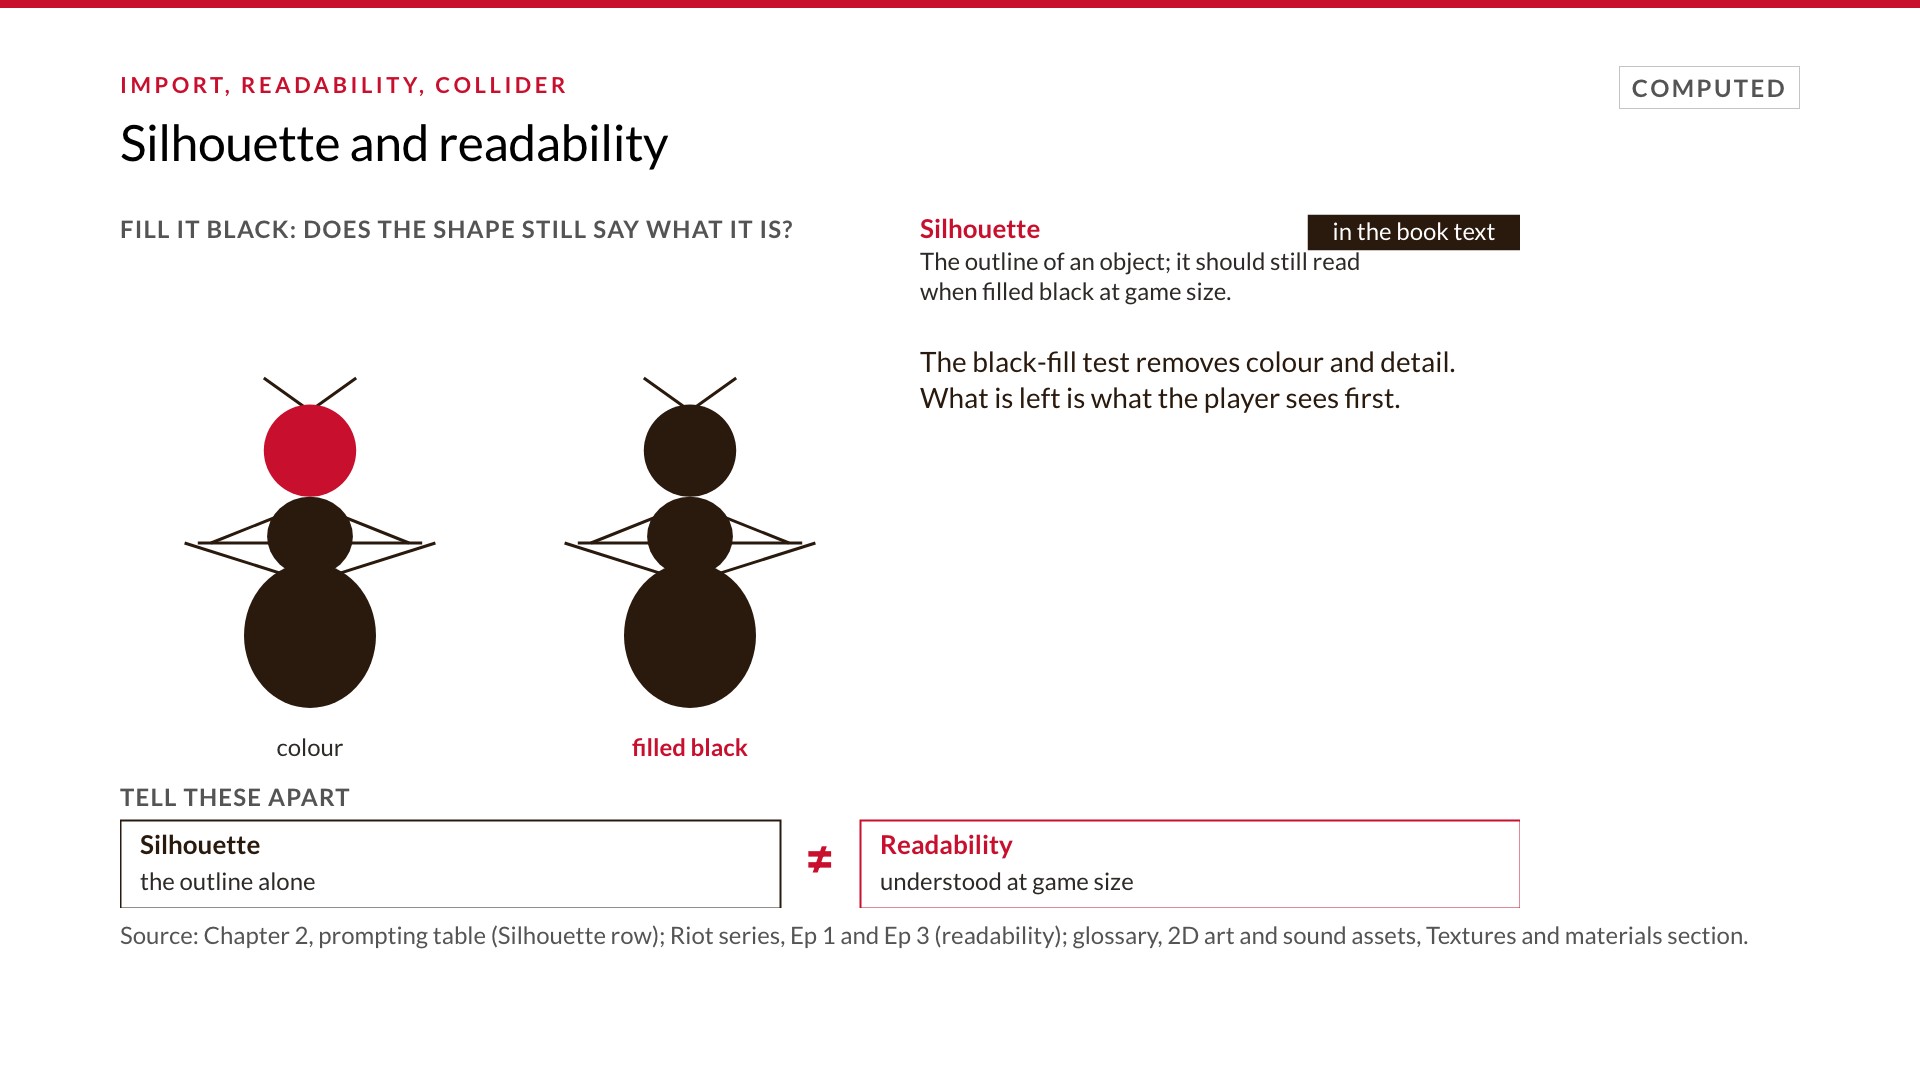 IMPORT, READABILITY, COLLIDER
COMPUTED
Silhouette and readability
FILL IT BLACK: DOES THE SHAPE STILL SAY WHAT IT IS?
Silhouette
in the book text
The outline of an object; it should still read
when filled black at game size.
The black-fill test removes colour and detail.
What is left is what the player sees first.
colour
filled black
TELL THESE APART
Silhouette
the outline alone
≠
Readability
understood at game size
Source: Chapter 2, prompting table (Silhouette row); Riot series, Ep 1 and Ep 3 (readability); glossary, 2D art and sound assets, Textures and materials section.